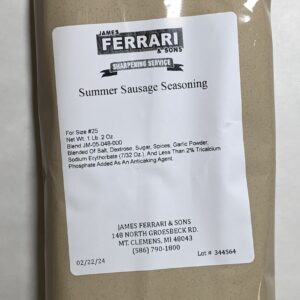 JAMES
FERRARI
& SONS
SHARPENING SERVICE
Summer Sausage Seasoning
For Size #25
Net Wt. 1 Lb. 2 Oz.
Blend JM-05-048-000
Blended Of Salt, Dextrose, Sugar, Spices, Garlic Powder,
Sodium Erythorbate (7/32 Oz.), And Less Than 2% Tricalcium
Phosphate Added As An Anticaking Agent.
JAMES FERRARI & SONS
148 NORTH GROESBECK RD.
MT. CLEMENS, MI 48043
(586) 790-1800
02/22/24
Lot # 344564